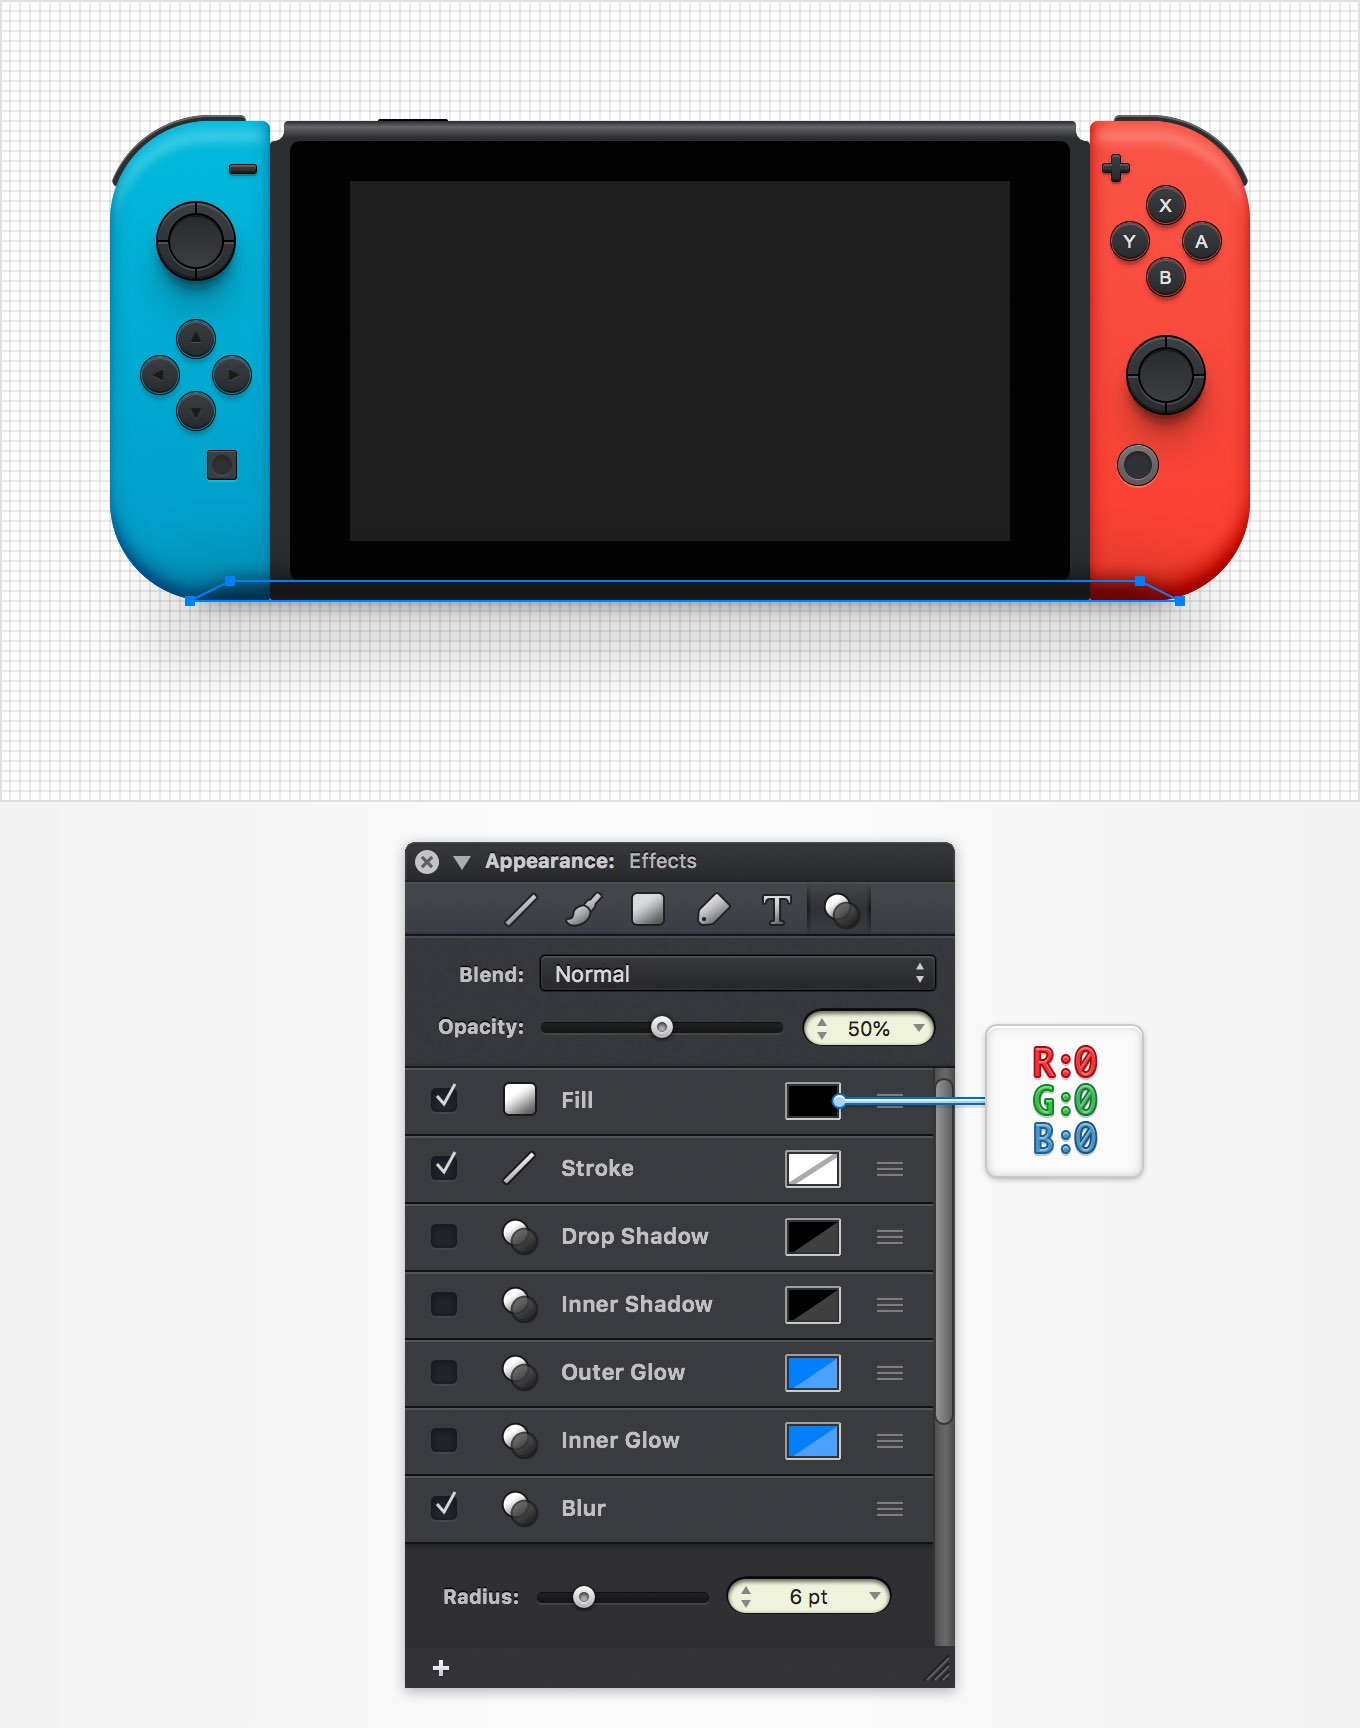 X
Y
A
B
Appearance: Effects
T
Blend: Normal
Opacity: 50%
Fill
R:0
G:0
B:0
Stroke
Drop Shadow
Inner Shadow
Outer Glow
Inner Glow
Blur
Radius: 6 pt